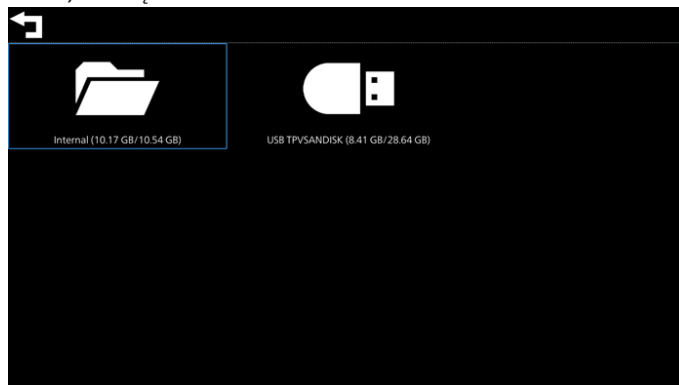 Internal (10.17 GB/10.54 GB)
USB TPVSANDISK (8.41 GB/28.64 GB)